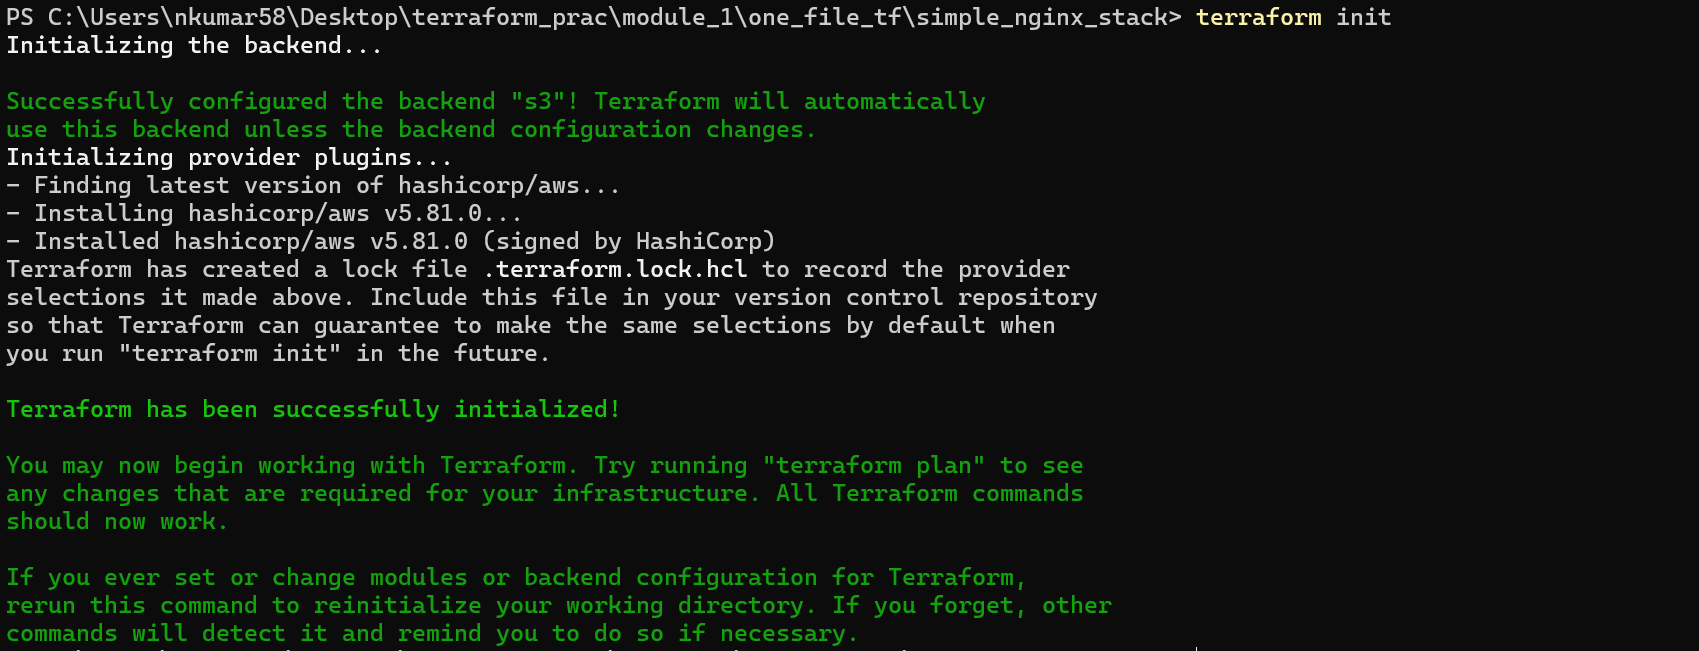 PS C:\Users\nkumar58\Desktop\terraform_prac\module_1\one_file_tf\simple_nginx_stack> terraform init
Initializing the backend...
Successfully configured the backend "s3"! Terraform will automatically
use this backend unless the backend configuration changes.
Initializing provider plugins...
- Finding latest version of hashicorp/aws...
- Installing hashicorp/aws v5.81.0...
- Installed hashicorp/aws v5.81.0 (signed by HashiCorp)
Terraform has created a lock file .terraform.lock.hcl to record the provider
selections it made above. Include this file in your version control repository
so that Terraform can guarantee to make the same selections by default when
you run "terraform init" in the future.
Terraform has been successfully initialized!
You may now begin working with Terraform. Try running "terraform plan" to see
any changes that are required for your infrastructure. All Terraform commands
should now work.
If you ever set or change modules or backend configuration for Terraform,
rerun this command to reinitialize your working directory. If you forget, other
commands will detect it and remind you to do so if necessary.